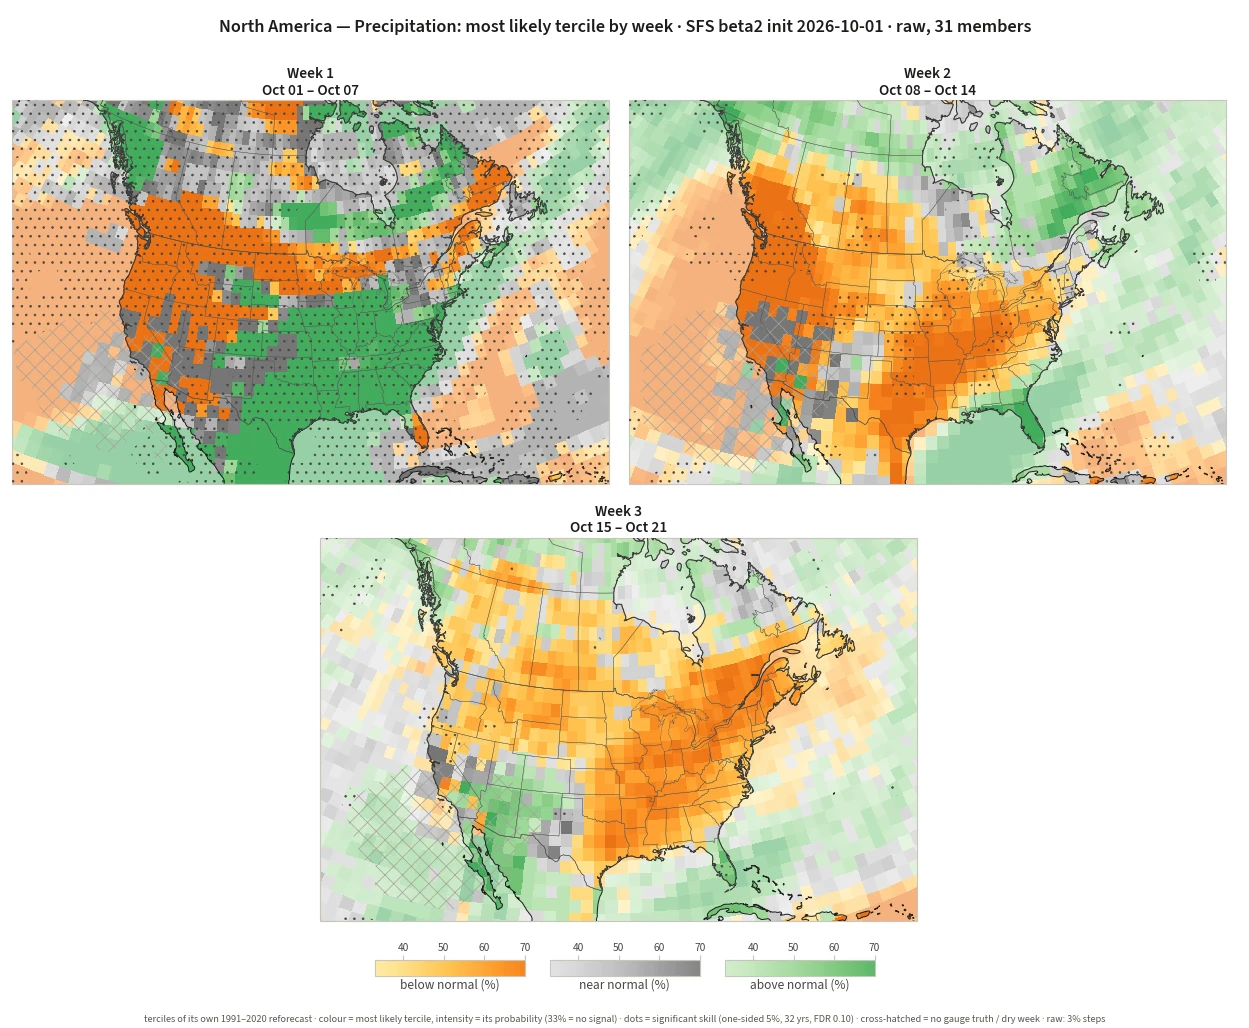 North America — Precipitation: most likely tercile by week · SFS beta2 init 2026-10-01 · raw, 31 members
Week 1
Oct 01 – Oct 07
Week 2
Oct 08 – Oct 14
Week 3
Oct 15 – Oct 21
40 50 60 70
below normal (%)
40 50 60 70
near normal (%)
40 50 60 70
above normal (%)
terciles of its own 1991–2020 reforecast · colour = most likely tercile, intensity = its probability (33% = no signal) · dots = significant skill (one-sided 5%, 32 yrs, FDR 0.10) · cross-hatched = no gauge truth / dry week · raw: 3% steps